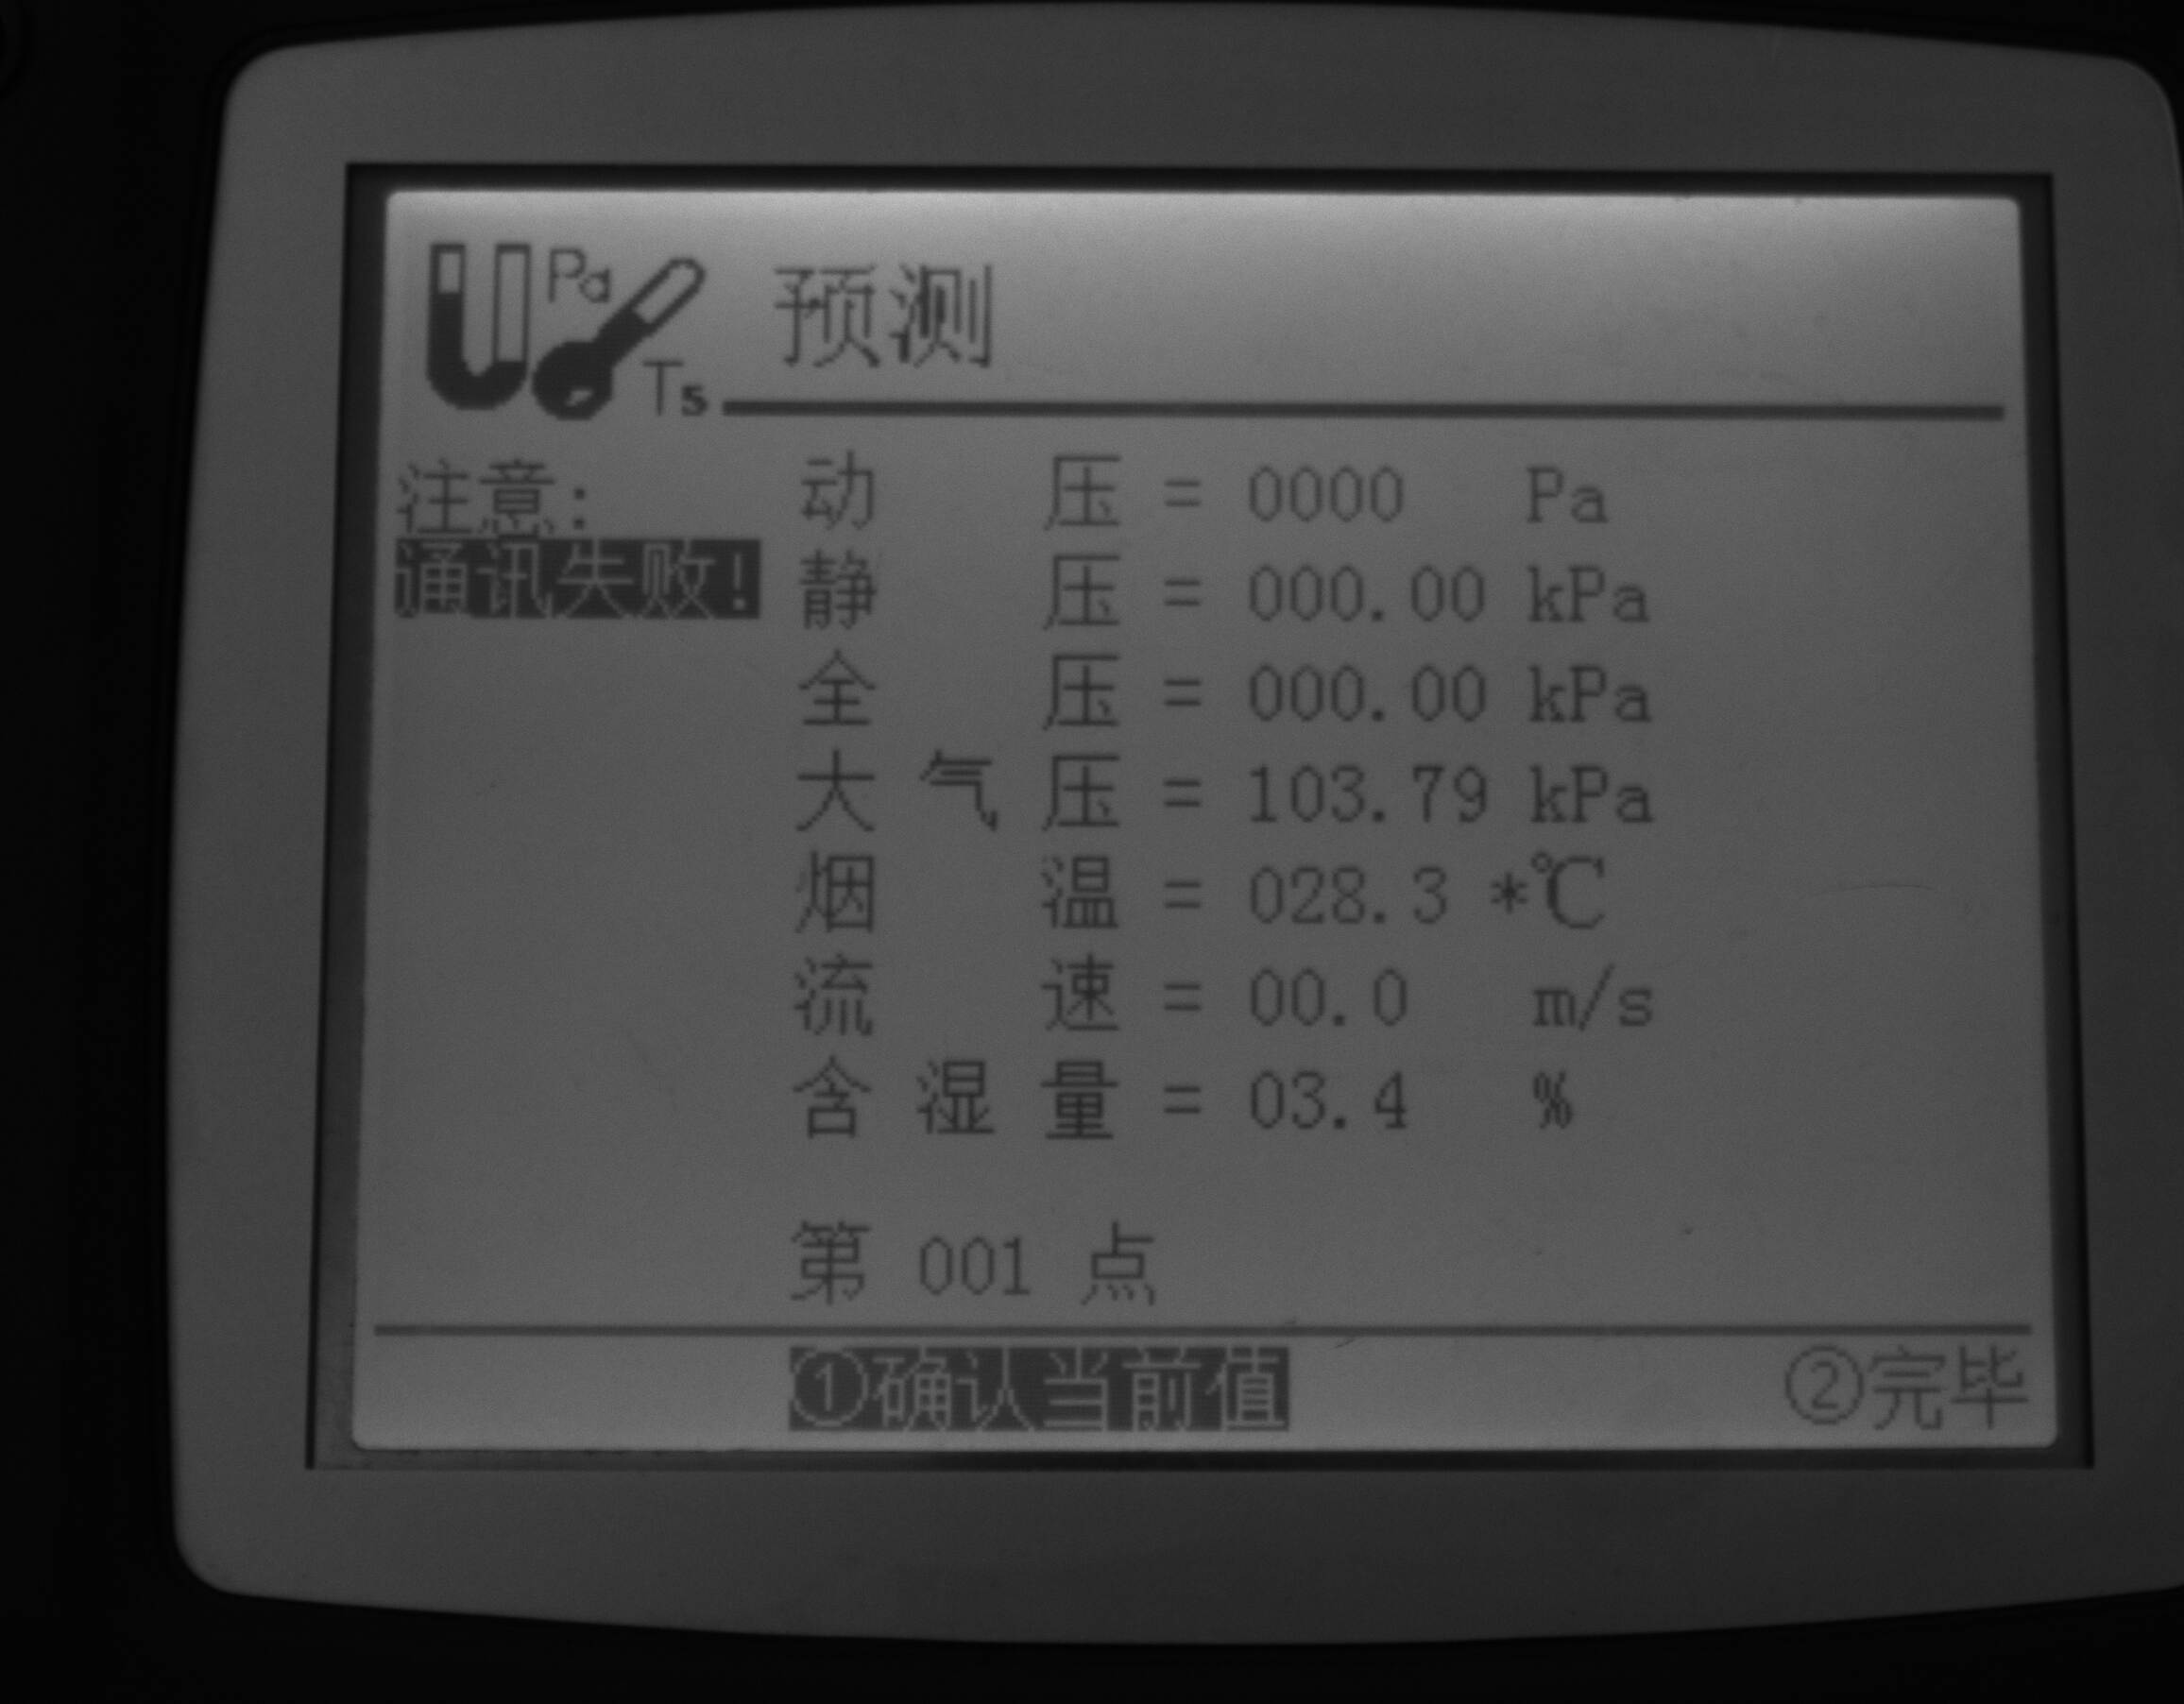 Pa
Ts
预测
注意:
通讯失败!
动压 = 0000 Pa
静压 = 000.00 kPa
全压 = 000.00 kPa
大气压 = 103.79 kPa
烟温 = 028.3 *℃
流速 = 00.0 m/s
含湿量 = 03.4 %
第 001 点
①确认当前值
②完毕